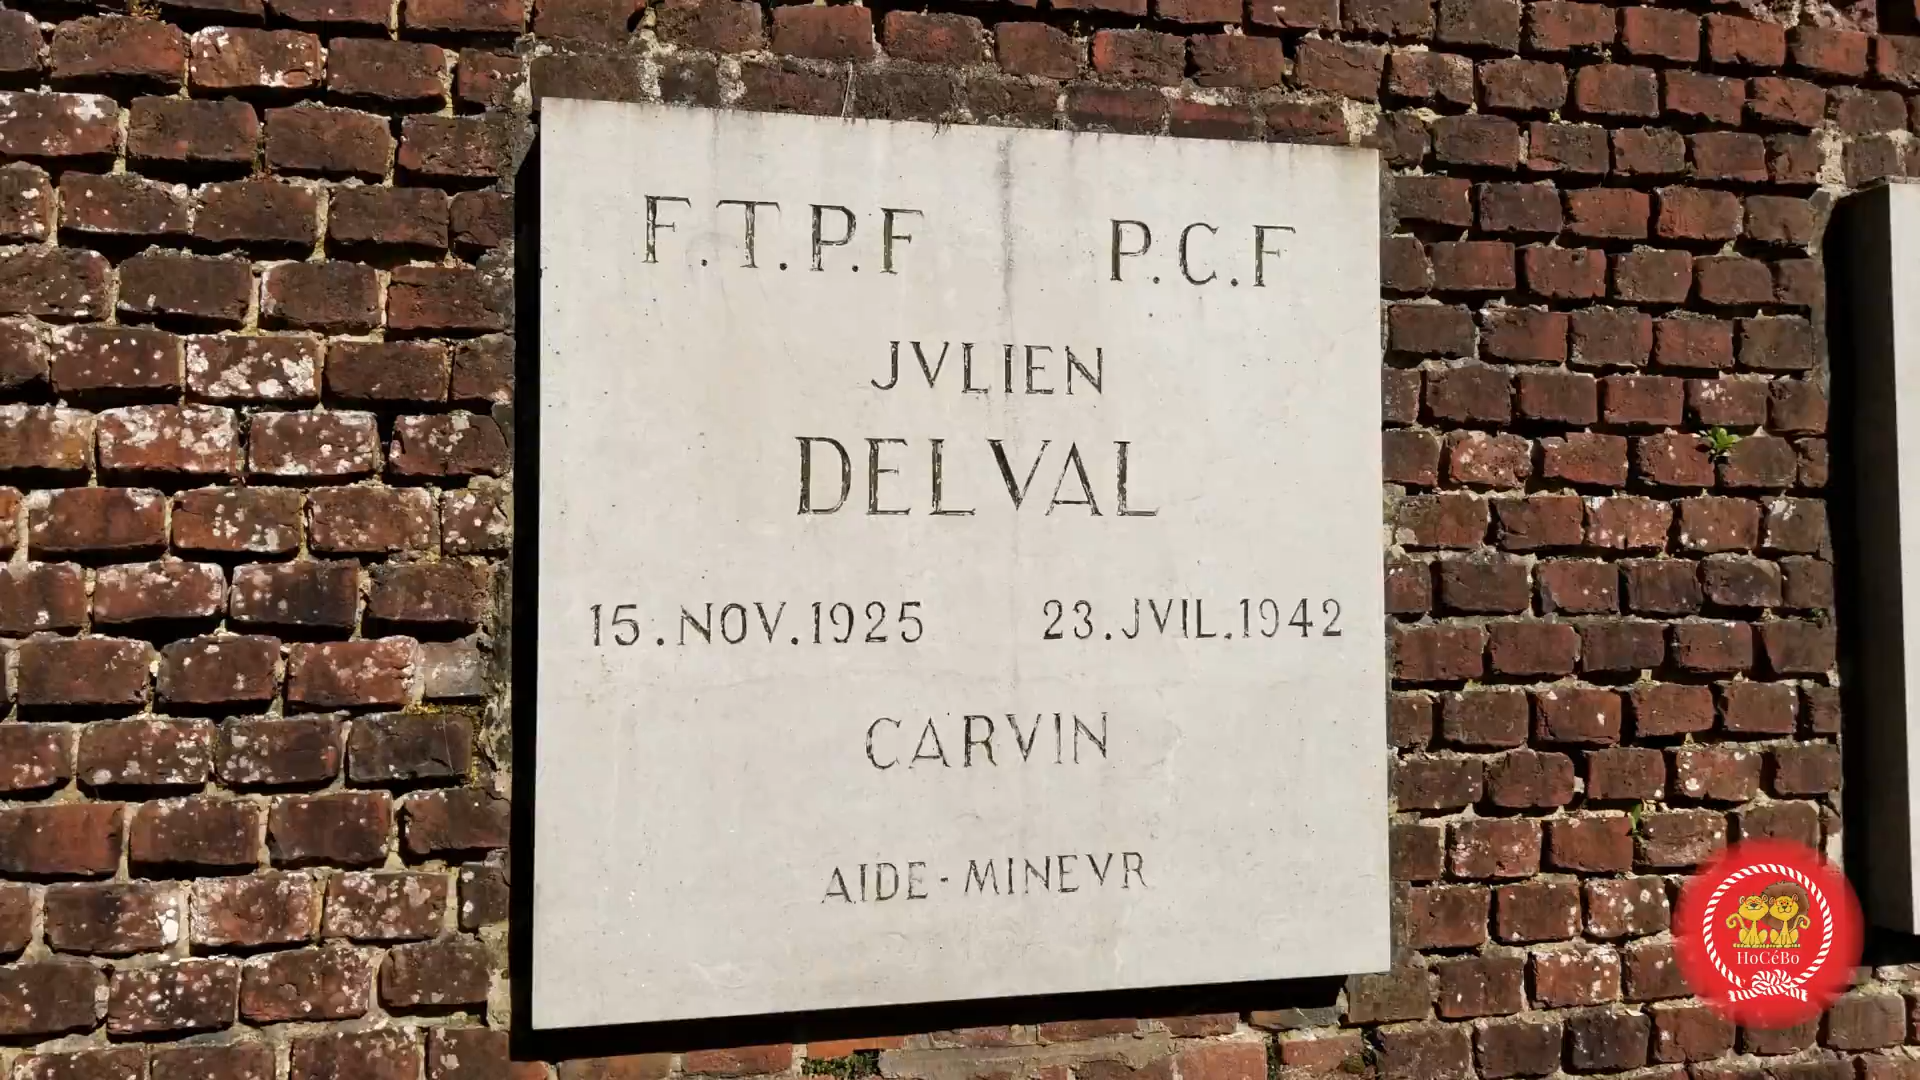 F.T.P.F P.C.F
JVLIEN
DELVAL
15.NOV.1925 23.JVIL.1942
CARVIN
AIDE-MINEVR
HoCéBo